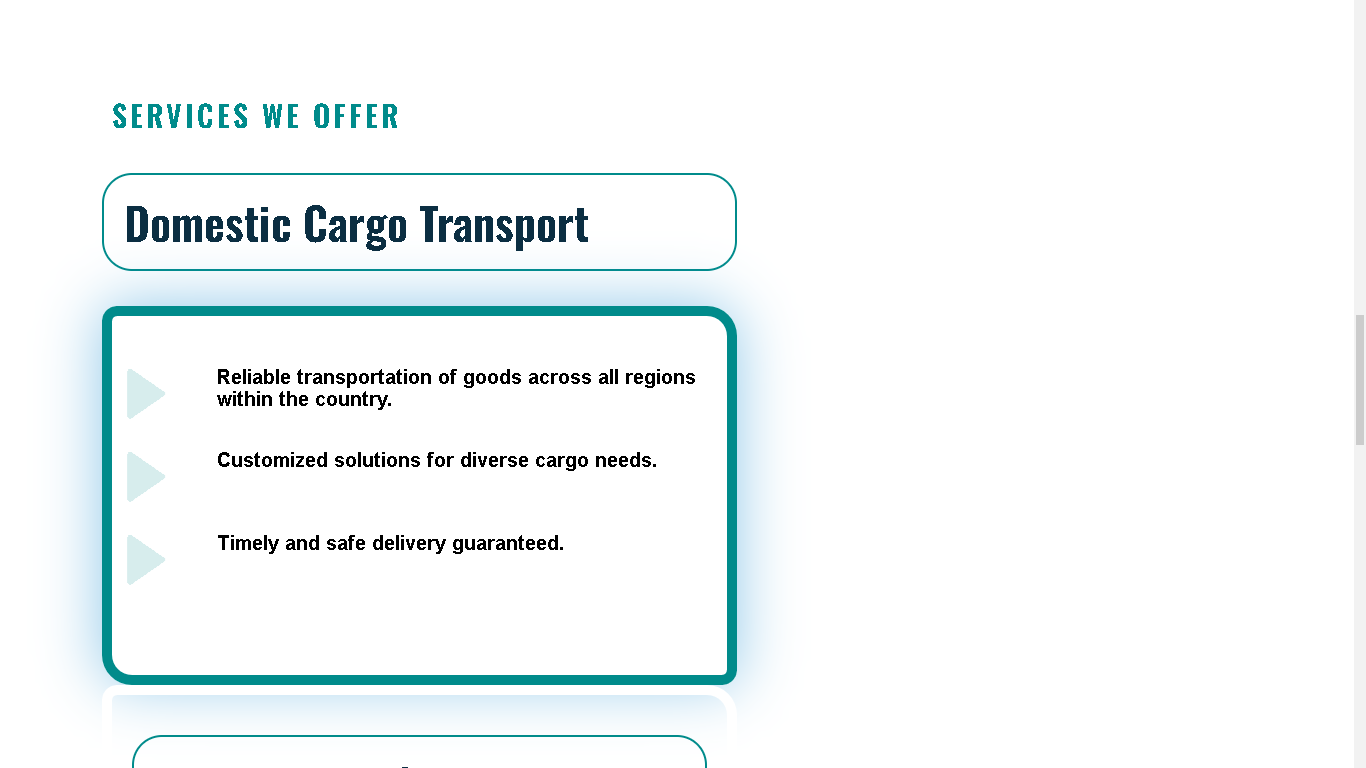 SERVICES WE OFFER
Domestic Cargo Transport
Reliable transportation of goods across all regions
within the country.
Customized solutions for diverse cargo needs.
Timely and safe delivery guaranteed.